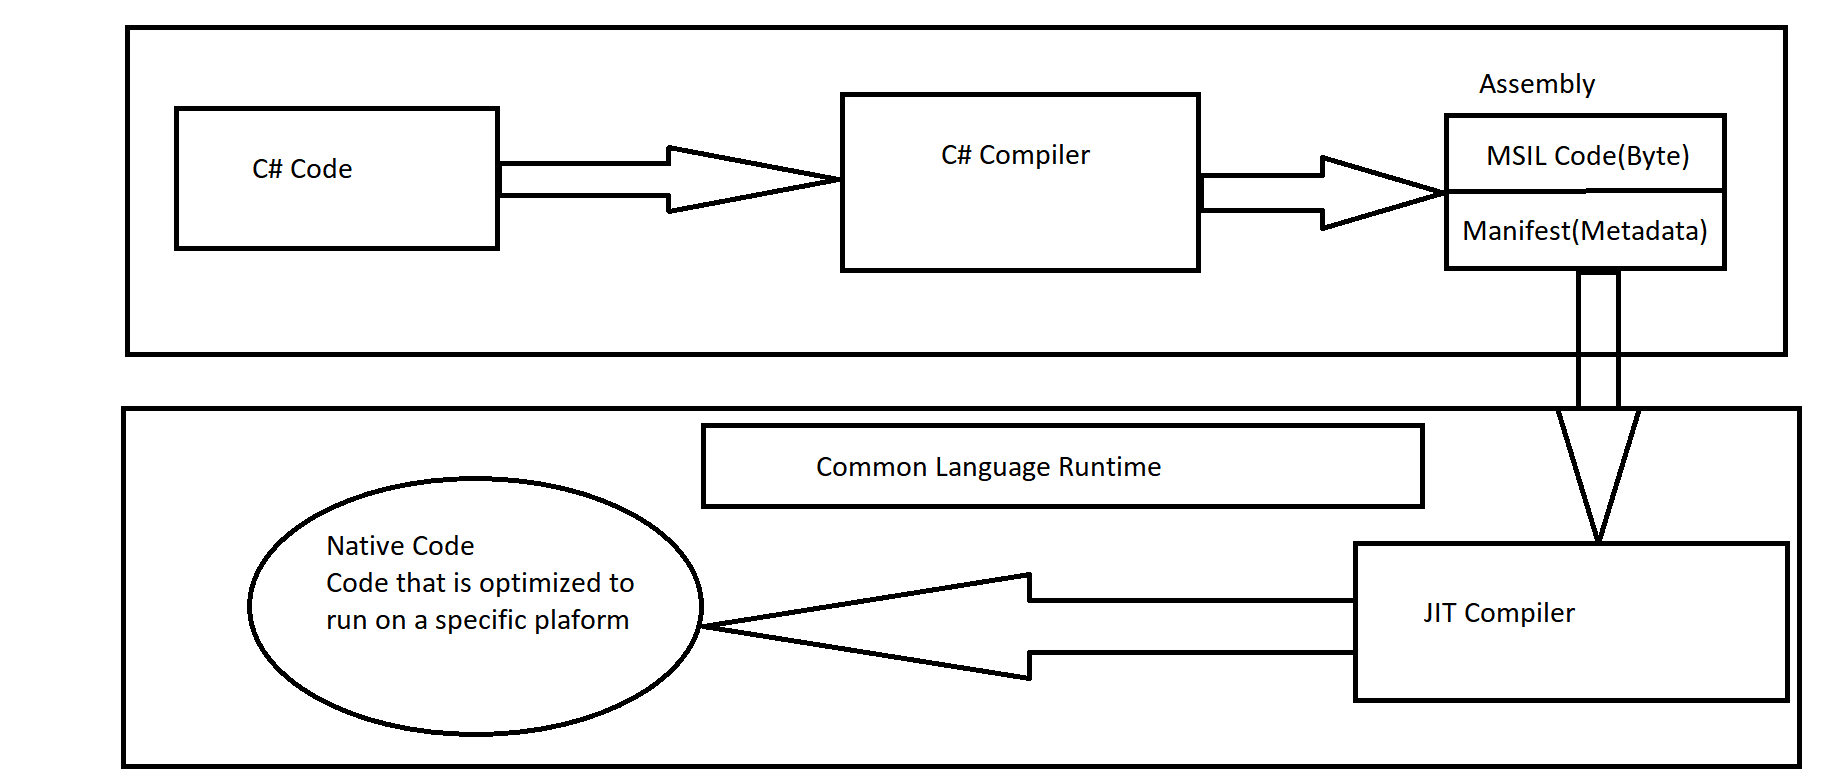 Assembly
C# Code
C# Compiler
MSIL Code(Byte)
Manifest(Metadata)
Common Language Runtime
Native Code
Code that is optimized to
run on a specific plaform
JIT Compiler